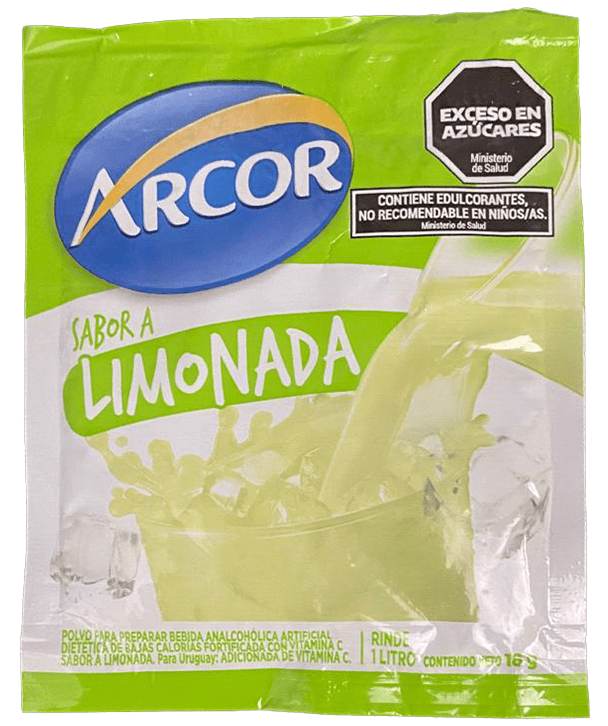 ARCOR
EXCESO EN
AZÚCARES
Ministerio
de Salud
CONTIENE EDULCORANTES,
NO RECOMENDABLE EN NIÑOS/AS.
Ministerio de Salud
SABOR A
LIMONADA
POLVO PARA PREPARAR BEBIDA ANALCOHÓLICA ARTIFICIAL
DIETÉTICA DE BAJAS CALORÍAS FORTIFICADA CON VITAMINA C
SABOR A LIMONADA. Para Uruguay: ADICIONADA DE VITAMINA C.
RINDE
1 LITRO CONTENIDO NETO 18 g